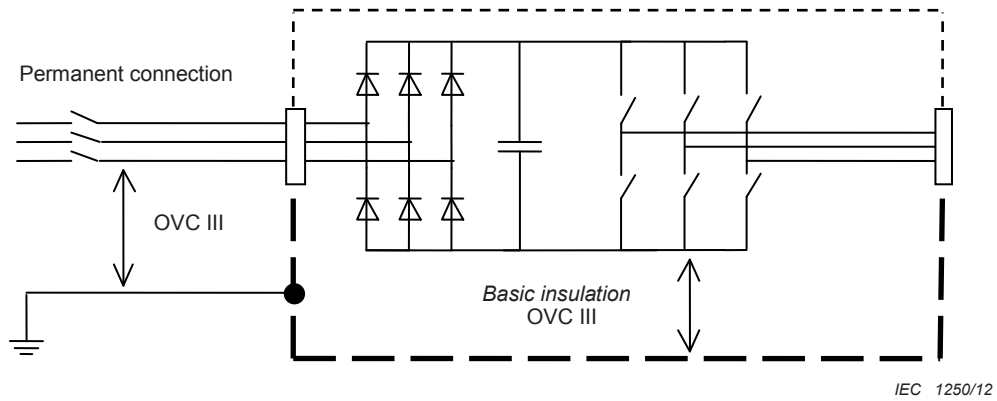 Permanent connection
OVC III
Basic insulation
OVC III
IEC 1250/12